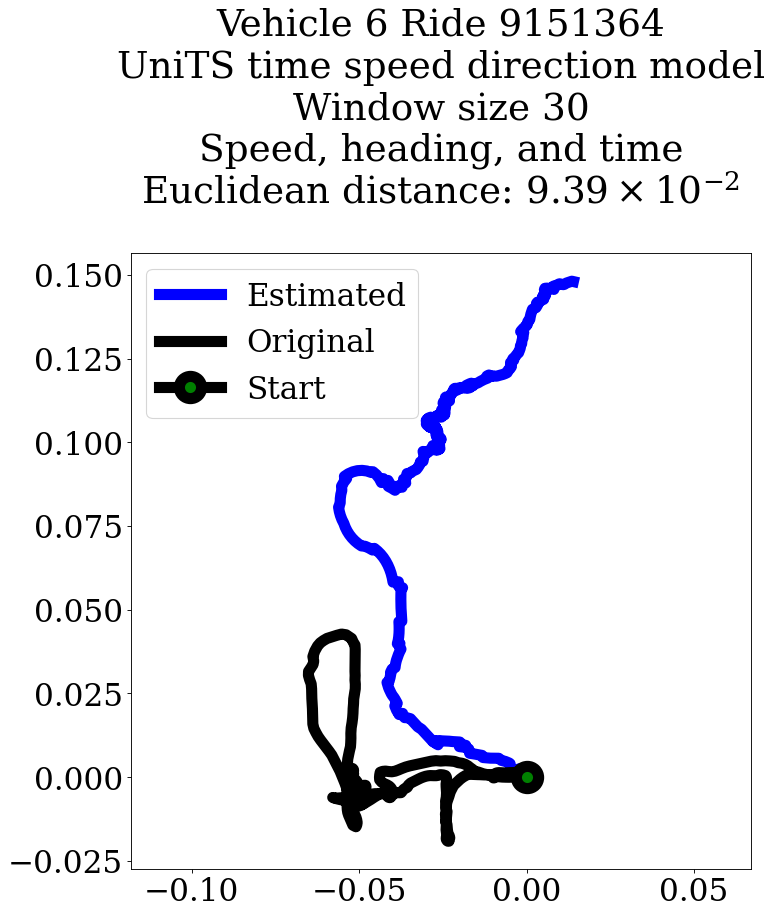 Vehicle 6 Ride 9151364
UniTS time speed direction model
Window size 30
Speed, heading, and time
Euclidean distance: 9.39 × 10⁻²
Estimated
Original
Start
0.150
0.125
0.100
0.075
0.050
0.025
0.000
−0.025
−0.10 −0.05 0.00 0.05